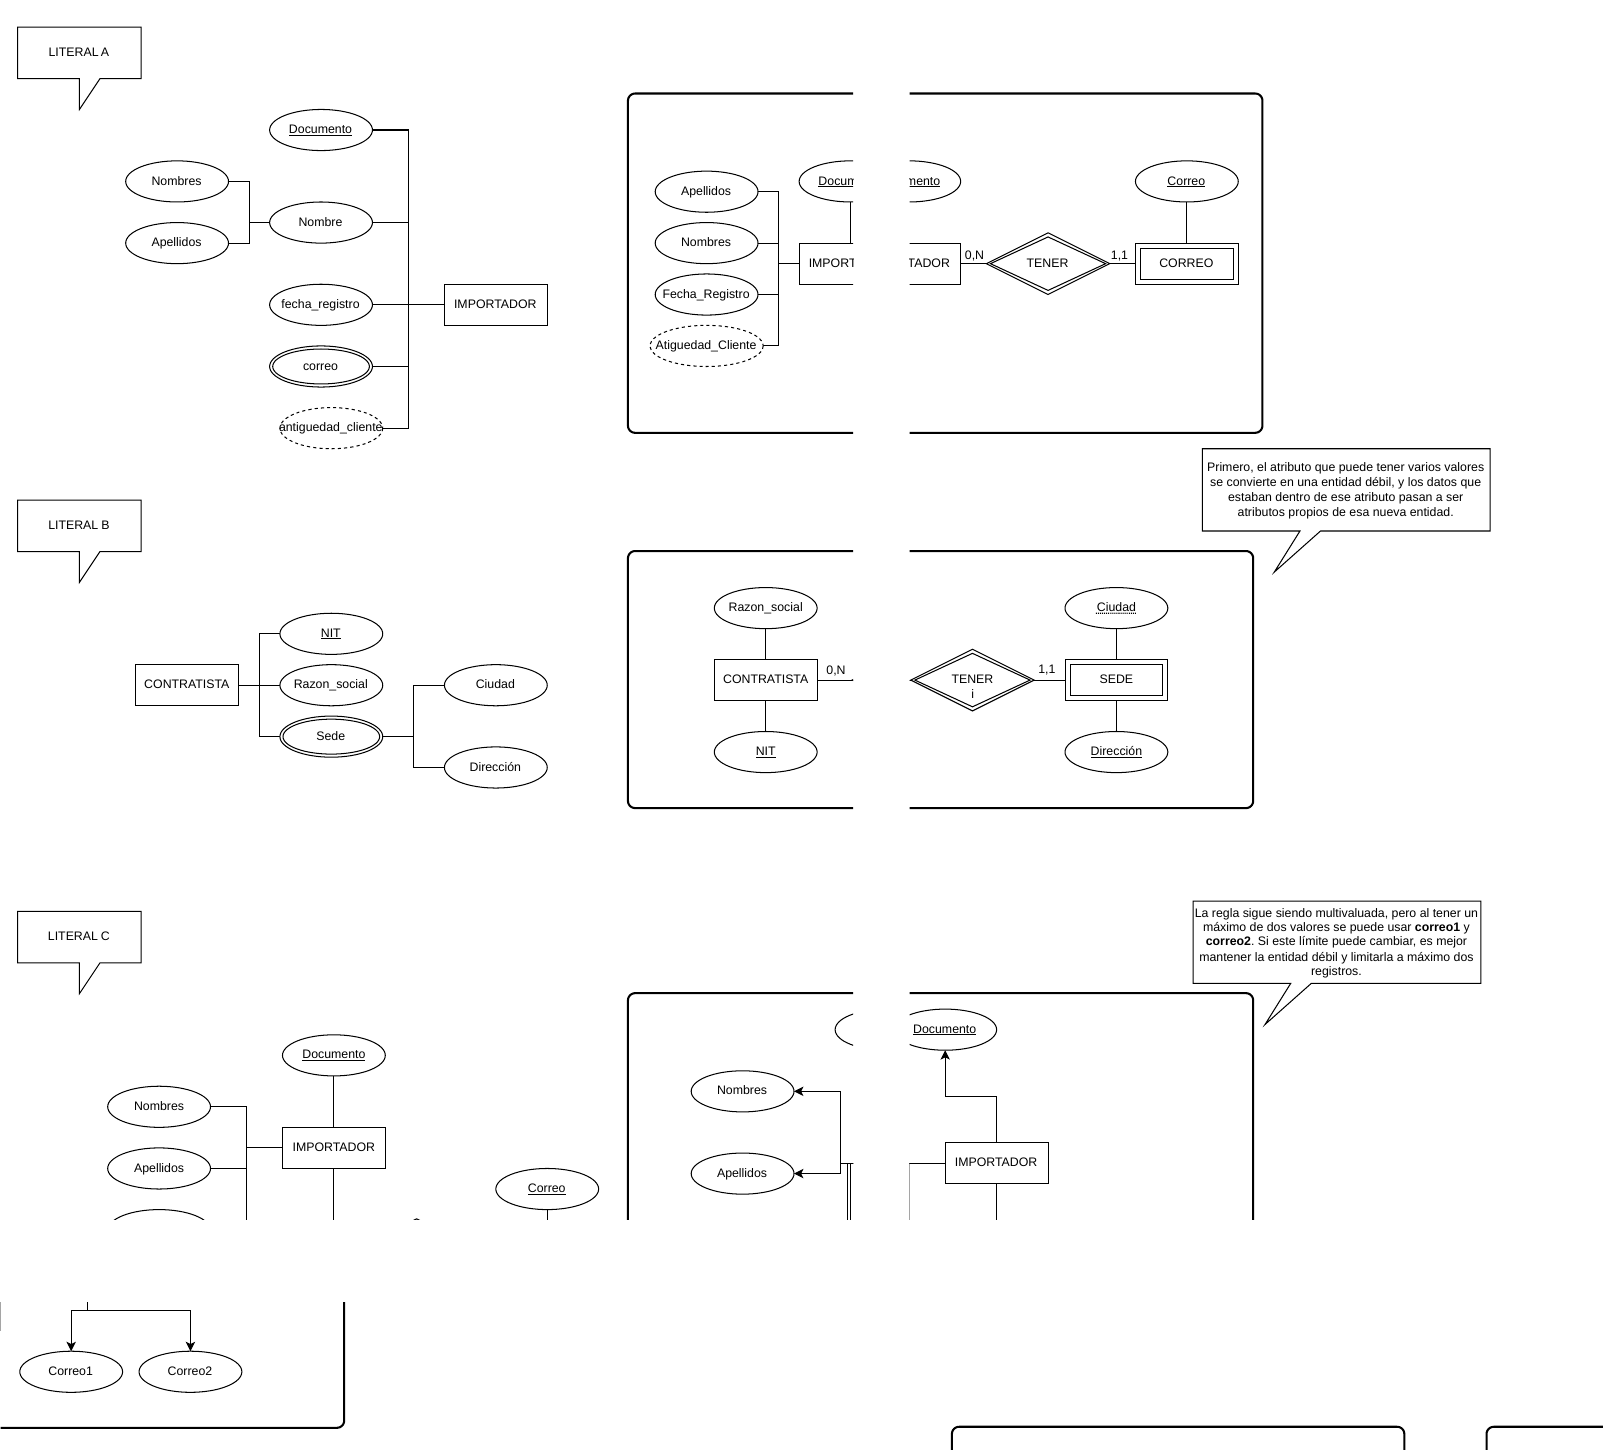 LITERAL A
Documento
Nombres
Nombre
Apellidos
fecha_registro
IMPORTADOR
correo
antiguedad_cliente
Apellidos
Docum
mento
Correo
Nombres
IMPORT
TADOR
0,N
TENER
1,1
CORREO
Fecha_Registro
Atiguedad_Cliente
Primero, el atributo que puede tener varios valores
se convierte en una entidad débil, y los datos que
estaban dentro de ese atributo pasan a ser
atributos propios de esa nueva entidad.
LITERAL B
NIT
CONTRATISTA
Razon_social
Ciudad
Sede
Dirección
Razon_social
Ciudad
CONTRATISTA
0,N
TENER
i
1,1
SEDE
NIT
Dirección
LITERAL C
La regla sigue siendo multivaluada, pero al tener un
máximo de dos valores se puede usar correo1 y
correo2. Si este límite puede cambiar, es mejor
mantener la entidad débil y limitarla a máximo dos
registros.
Documento
Nombres
IMPORTADOR
Apellidos
Correo
Documento
Nombres
Apellidos
IMPORTADOR
Correo1
Correo2